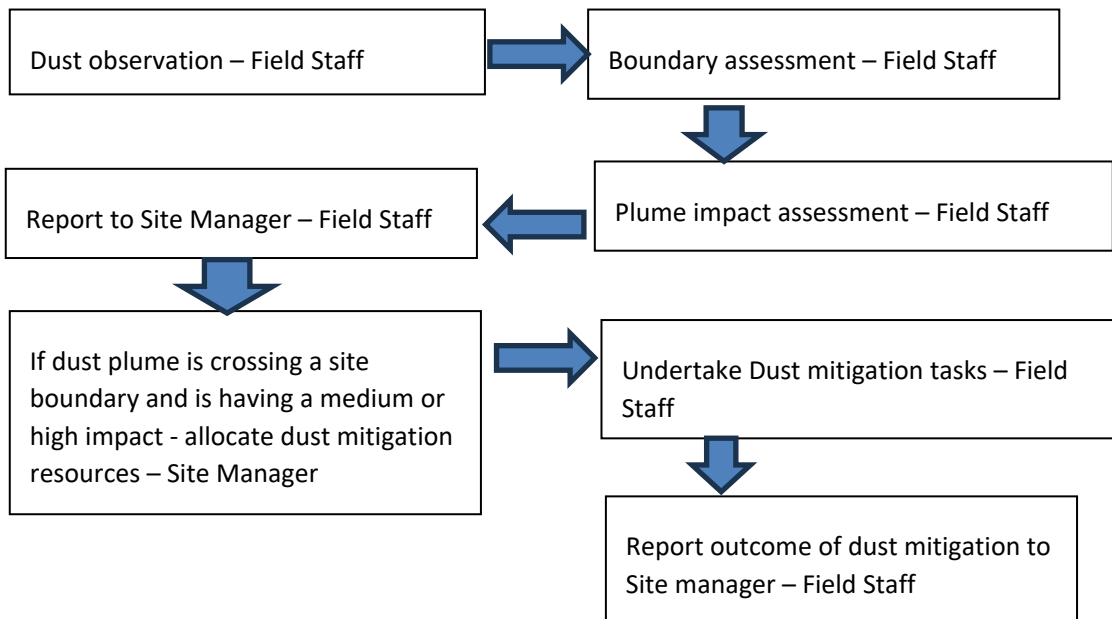 Dust observation – Field Staff
Boundary assessment – Field Staff
Plume impact assessment – Field Staff
Report to Site Manager – Field Staff
If dust plume is crossing a site
boundary and is having a medium or
high impact - allocate dust mitigation
resources – Site Manager
Undertake Dust mitigation tasks – Field
Staff
Report outcome of dust mitigation to
Site manager – Field Staff